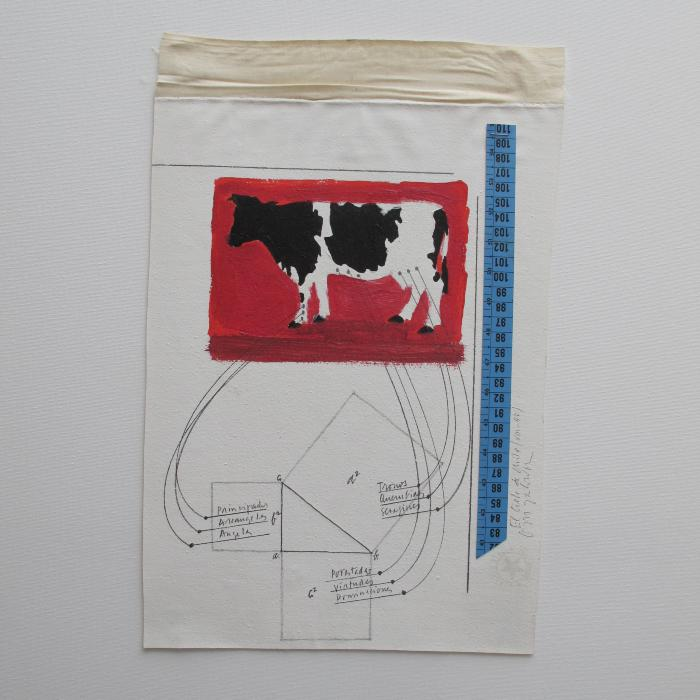 110
109
108
107
106
105
104
103
102
101
100
99
98
97
96
95
94
93
92
91
90
89
88
87
86
85
84
83
a²
Tronos
Querubines
Serafines
Principados
Arcangeles
Angeles
b²
Potestades
Virtudes
Dominaciones
c²